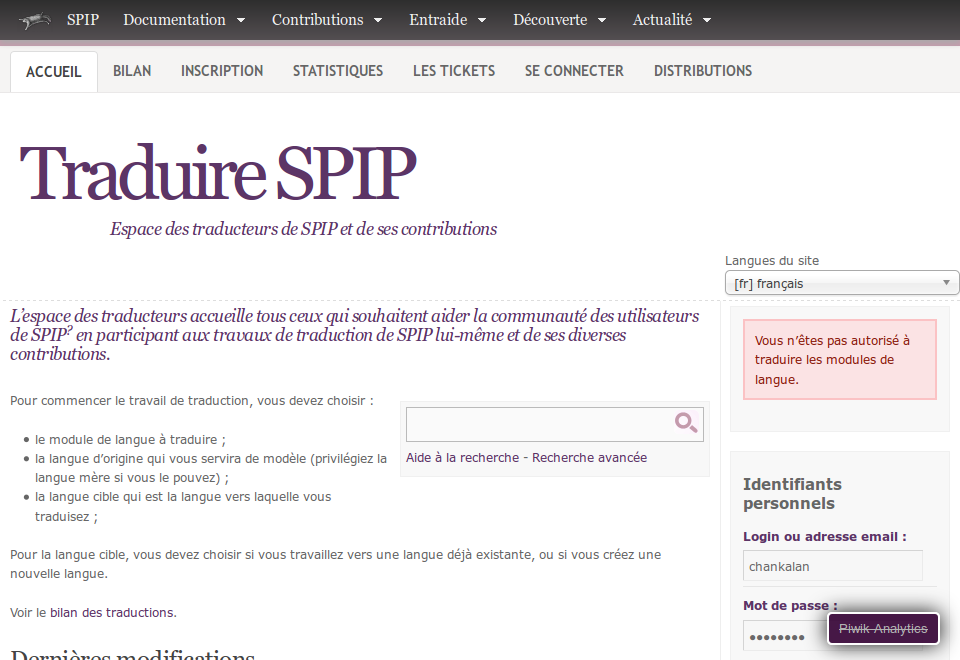 SPIP Documentation Contributions Entraide Découverte Actualité
ACCUEIL BILAN INSCRIPTION STATISTIQUES LES TICKETS SE CONNECTER DISTRIBUTIONS
Traduire SPIP
Espace des traducteurs de SPIP et de ses contributions
Langues du site
[fr] français
L’espace des traducteurs accueille tous ceux qui souhaitent aider la communauté des utilisateurs
de SPIP? en participant aux travaux de traduction de SPIP lui-même et de ses diverses
contributions.
Pour commencer le travail de traduction, vous devez choisir :
le module de langue à traduire ;
la langue d’origine qui vous servira de modèle (privilégiez la
langue mère si vous le pouvez) ;
la langue cible qui est la langue vers laquelle vous
traduisez ;
Aide à la recherche - Recherche avancée
Pour la langue cible, vous devez choisir si vous travaillez vers une langue déjà existante, ou si vous créez une
nouvelle langue.
Voir le bilan des traductions.
Dernières modifications
Vous n’êtes pas autorisé à
traduire les modules de
langue.
Identifiants
personnels
Login ou adresse email :
chankalan
Mot de passe :
••••••••
Piwik Analytics